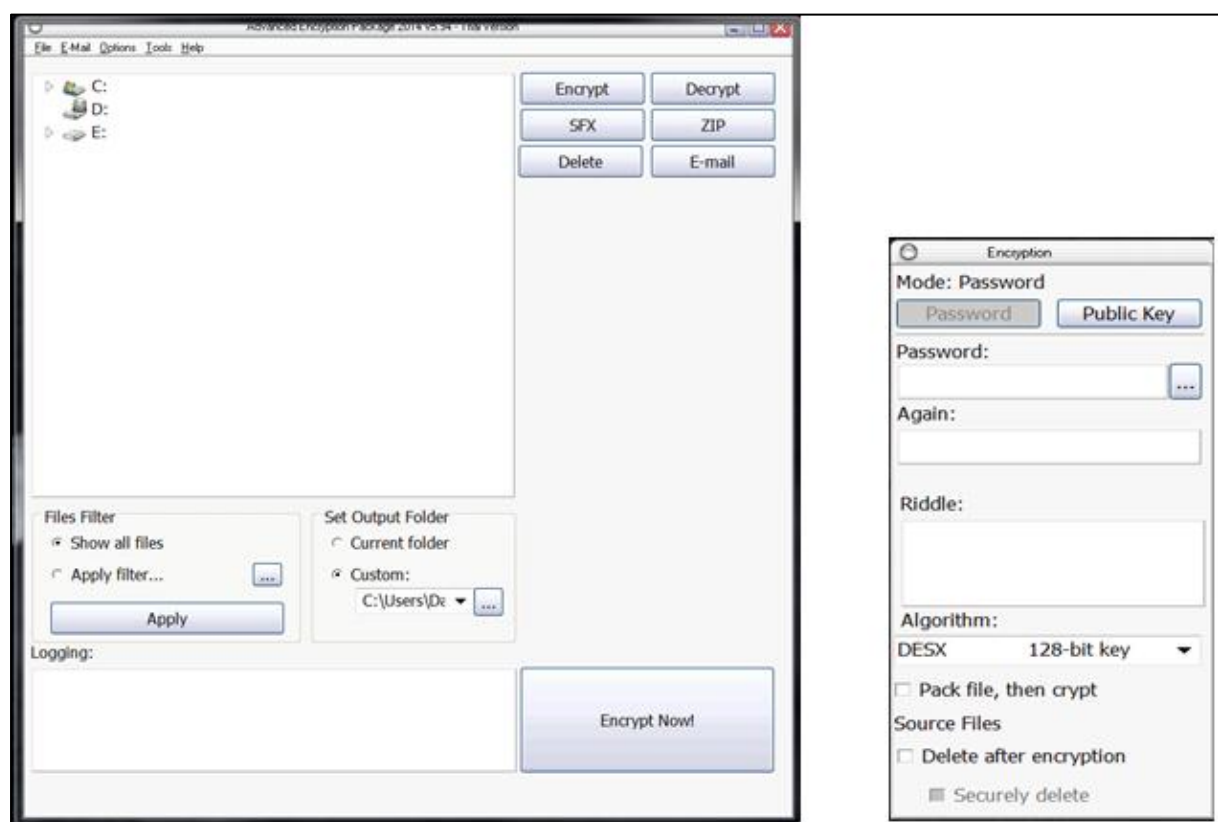 Advanced Encryption Package 2014 v5.94 - Trial Version
File E-Mail Options Tools Help
C:
D:
E:
Encrypt Decrypt
SFX ZIP
Delete E-mail
Files Filter
Show all files
Apply filter... ...
Apply
Set Output Folder
Current folder
Custom:
C:\Users\Da ...
Logging:
Encrypt Now!
Encryption
Mode: Password
Password Public Key
Password:
...
Again:
Riddle:
Algorithm:
DESX 128-bit key
Pack file, then crypt
Source Files
Delete after encryption
Securely delete